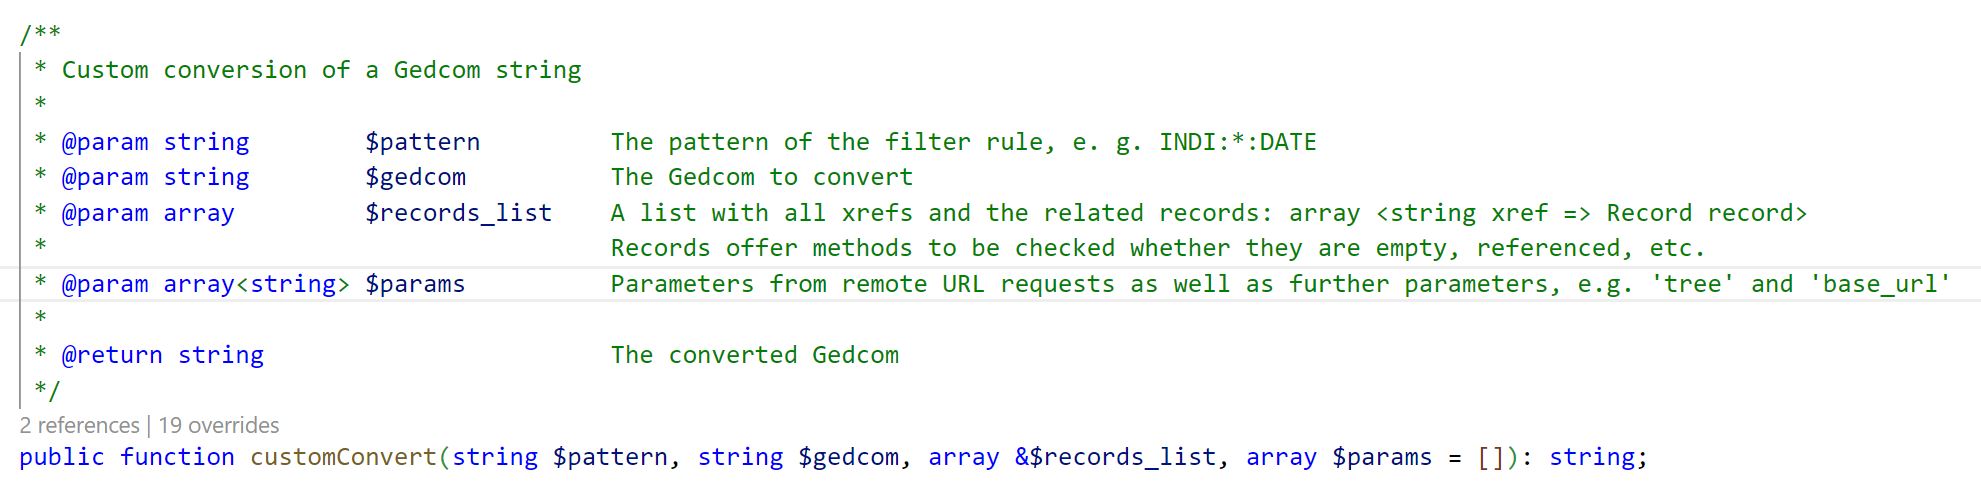 /**
 * Custom conversion of a Gedcom string
 *
 * @param string        $pattern         The pattern of the filter rule, e. g. INDI:*:DATE
 * @param string        $gedcom          The Gedcom to convert
 * @param array         $records_list    A list with all xrefs and the related records: array <string xref => Record record>
 *                                       Records offer methods to be checked whether they are empty, referenced, etc.
 * @param array<string> $params          Parameters from remote URL requests as well as further parameters, e.g. 'tree' and 'base_url'
 *
 * @return string                        The converted Gedcom
 */
2 references | 19 overrides
public function customConvert(string $pattern, string $gedcom, array &$records_list, array $params = []): string;